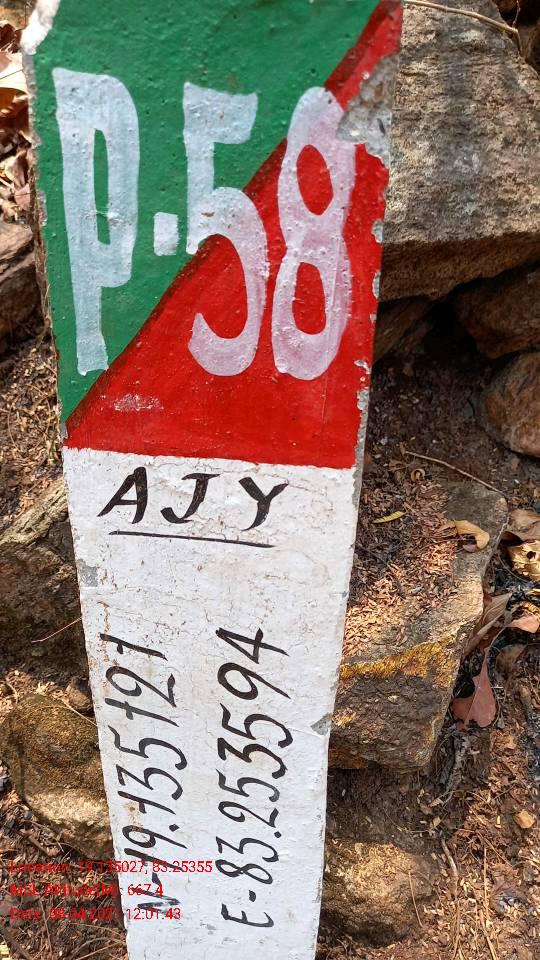 P.58
AJY
N-19.135121
E-83.253594
Location: 19.135027, 83.25355
MSK Altitude(M): 667.4
Date: 08-04-2021 12:01:43